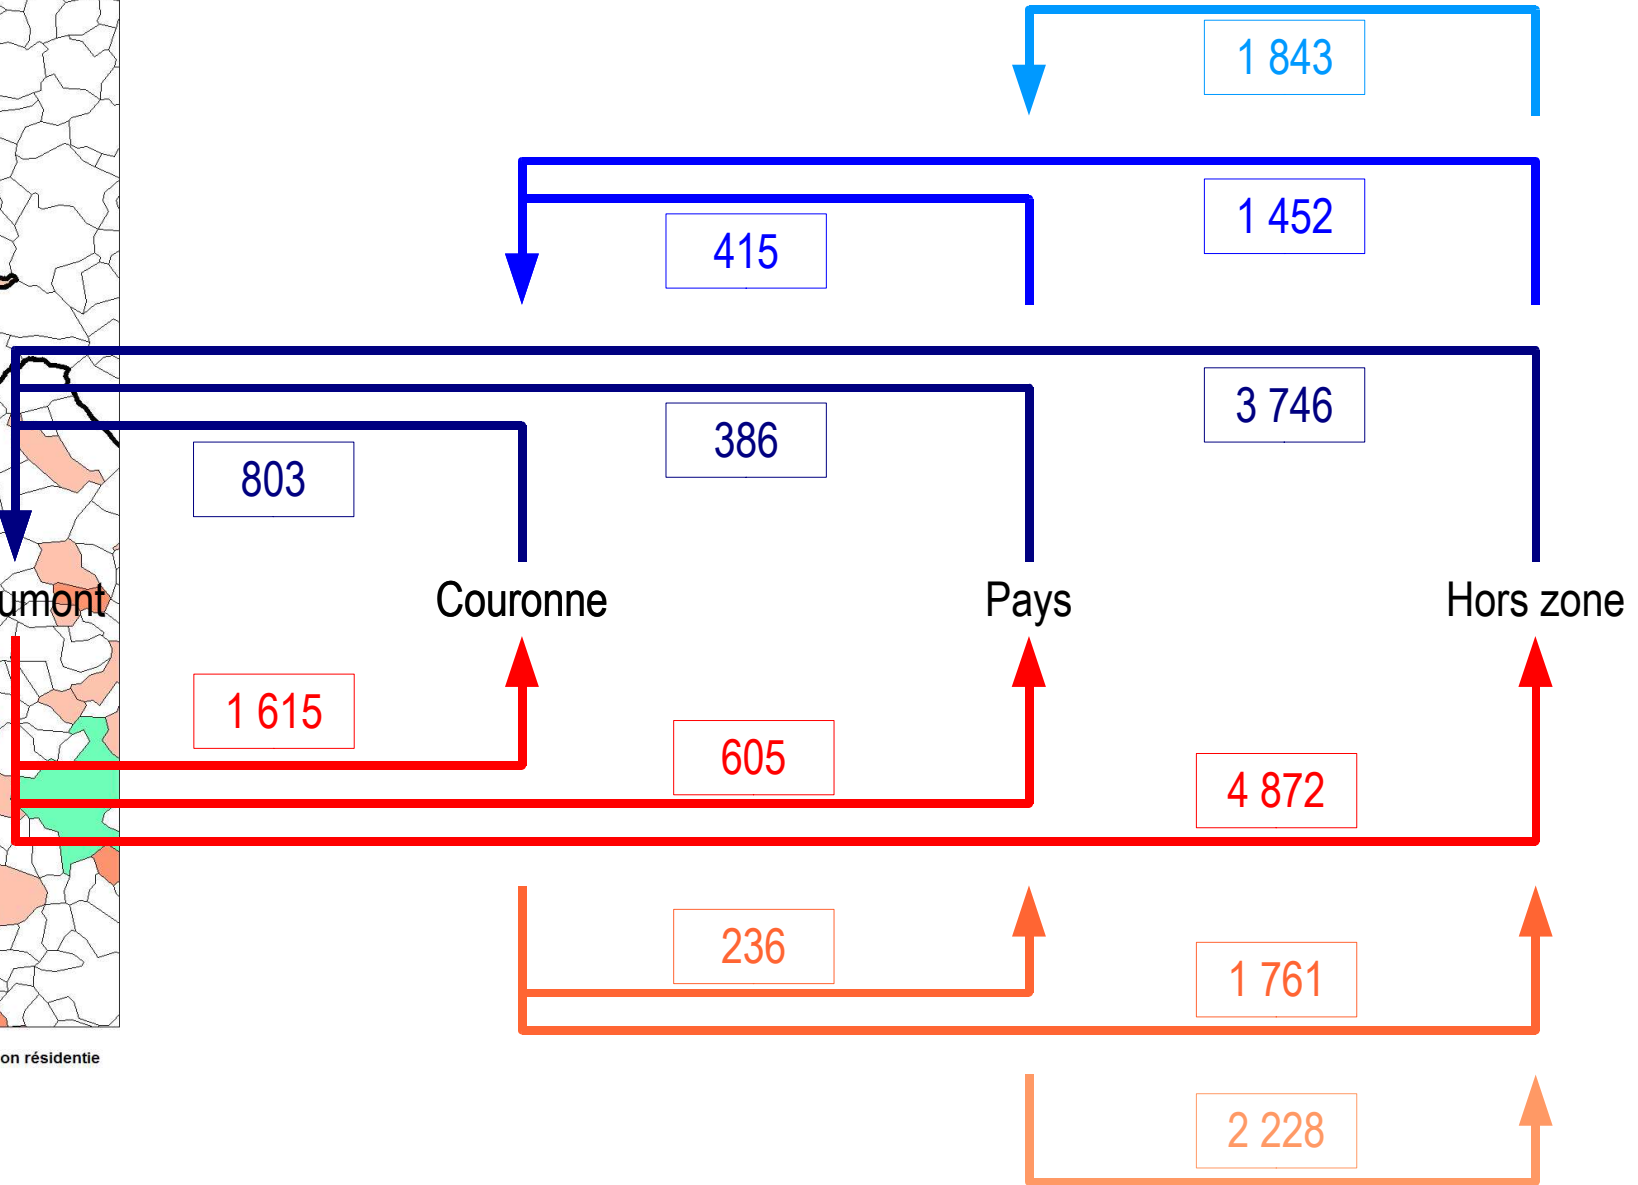 1 843
1 452
415
3 746
386
803
umont
Couronne
Pays
Hors zone
1 615
605
4 872
236
1 761
on résidentie
2 228